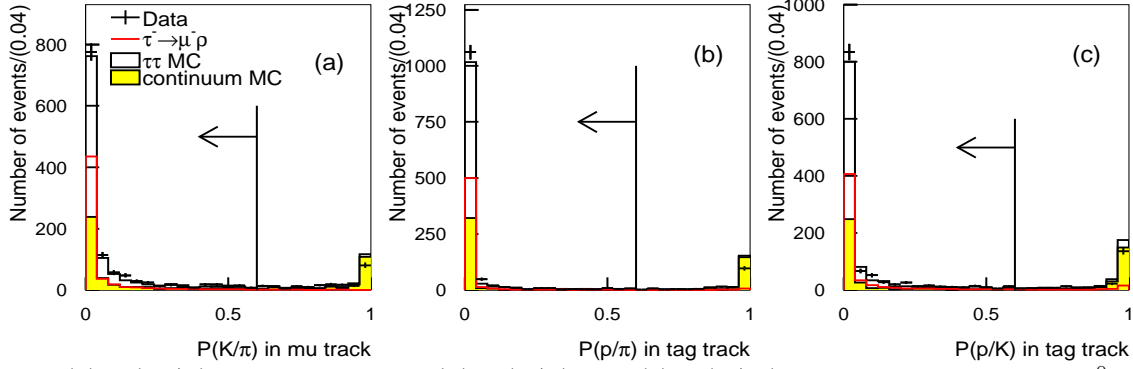 Number of events/(0.04)
800
600
400
200
0
Data
τ⁻→μ⁻ρ
ττ MC
continuum MC
(a)
0
0.5
1
P(K/π) in mu track
Number of events/(0.04)
1250
1000
750
500
250
0
(b)
0
0.5
1
P(p/π) in tag track
Number of events/(0.04)
1000
800
600
400
200
0
(c)
0
0.5
1
P(p/K) in tag track